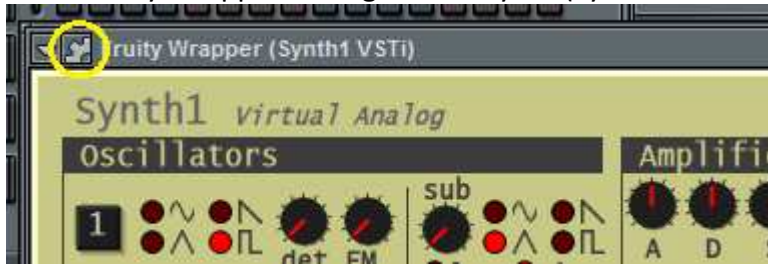 ruity Wrapper (Synth1 VSTi)
Synth1 Virtual Analog
Oscillators
Amplifi
sub
1
det FM
A D